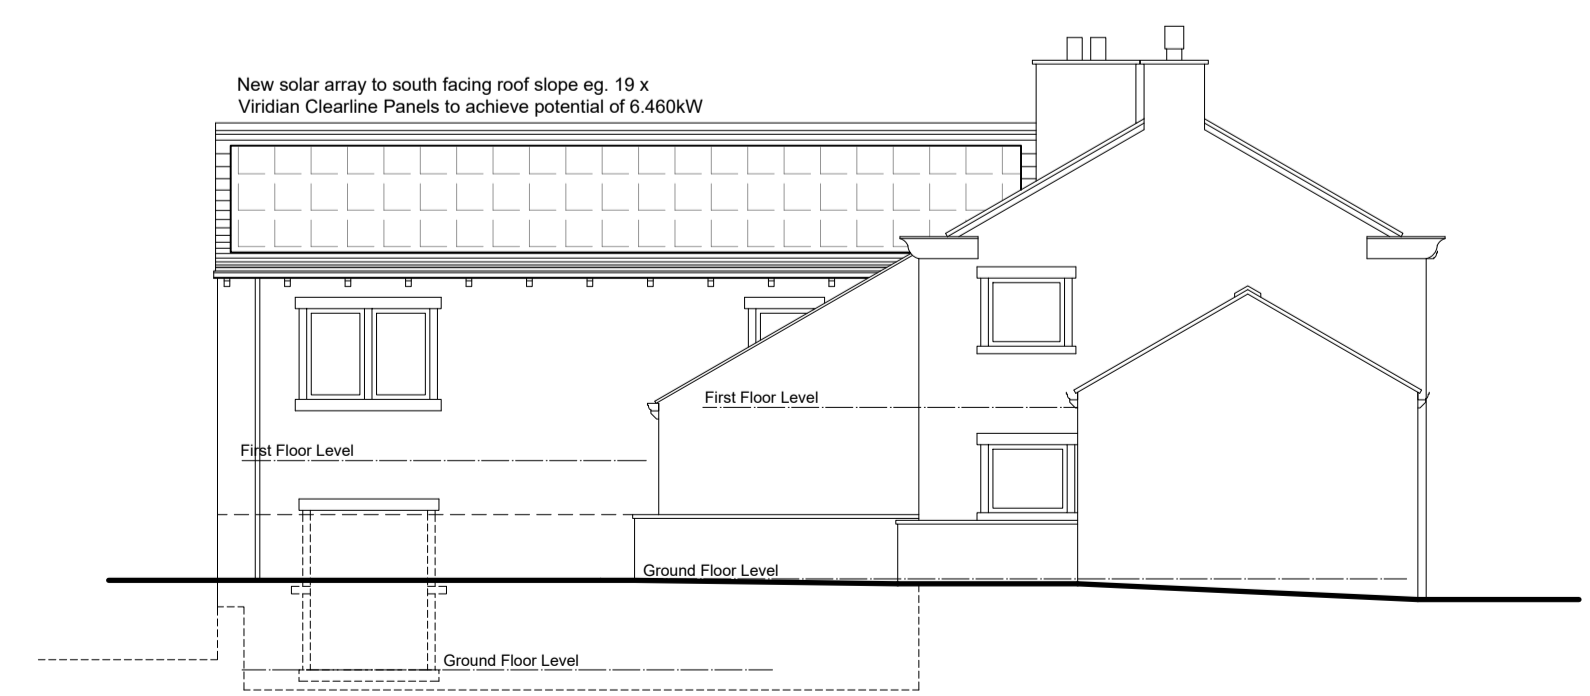 New solar array to south facing roof slope eg. 19 x
Viridian Clearline Panels to achieve potential of 6.460kW
First Floor Level
First Floor Level
Ground Floor Level
Ground Floor Level